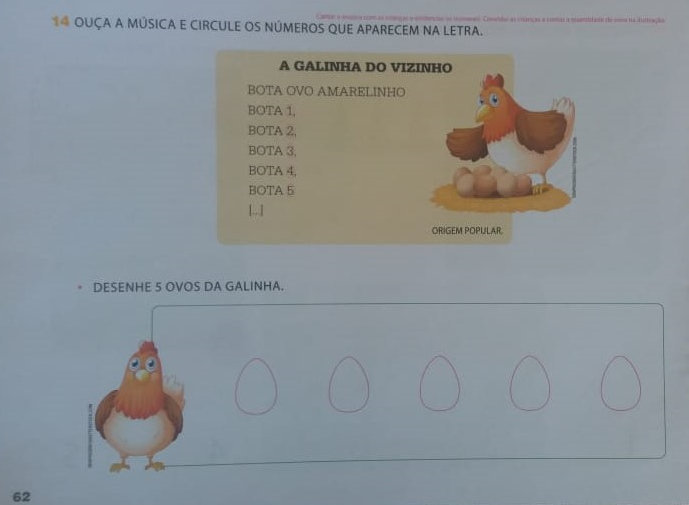 14 OUÇA A MÚSICA E CIRCULE OS NÚMEROS QUE APARECEM NA LETRA.
A GALINHA DO VIZINHO
BOTA OVO AMARELINHO
BOTA 1,
BOTA 2,
BOTA 3,
BOTA 4,
BOTA 5
[...]
ORIGEM POPULAR.
• DESENHE 5 OVOS DA GALINHA.
62